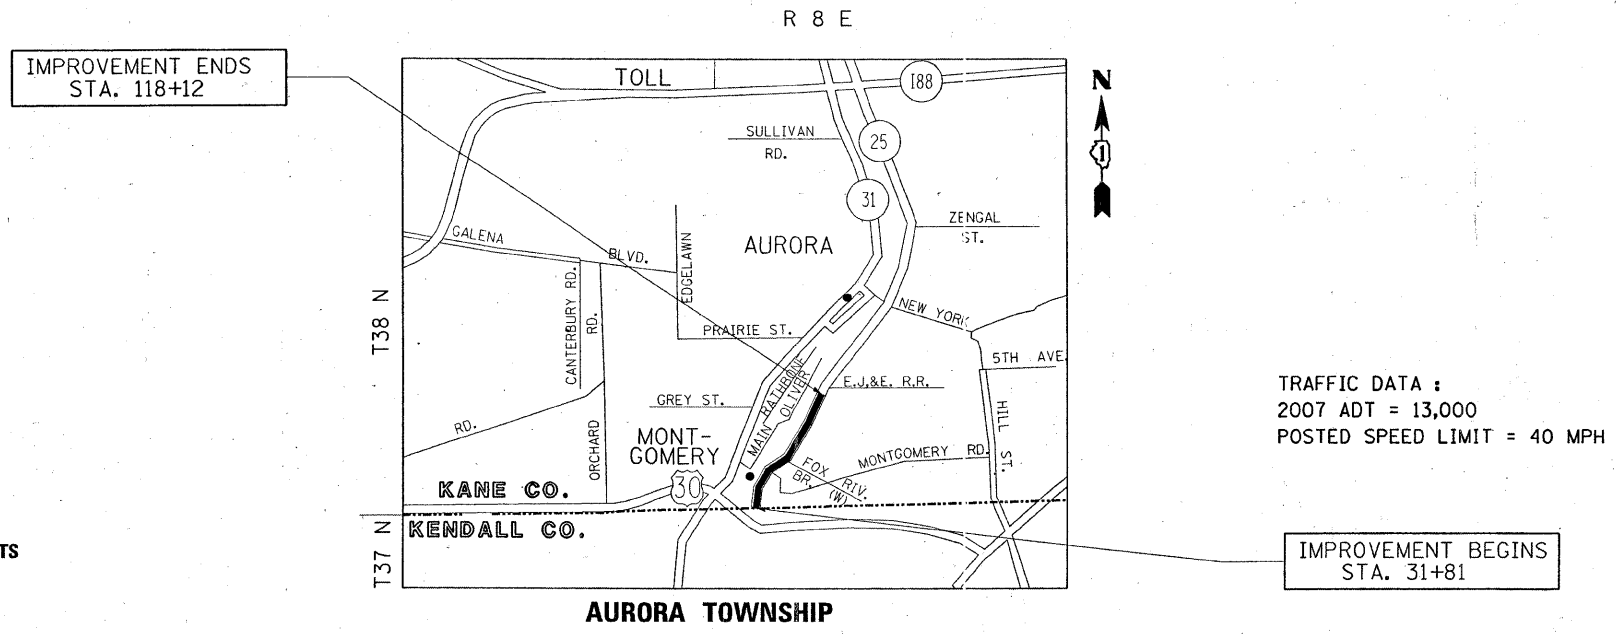 R 8 E
IMPROVEMENT ENDS
STA. 118+12
TOLL
I88
N
1
SULLIVAN
RD.
25
31
ZENGAL
ST.
GALENA
BLVD.
EDGELAWN
AURORA
T38 N
CANTERBURY RD.
RD.
NEW YORK
PRAIRIE ST.
5TH AVE.
RATHBONE
OLIVER
MAIN
E.J.&E. R.R.
TRAFFIC DATA :
2007 ADT = 13,000
POSTED SPEED LIMIT = 40 MPH
GREY ST.
RD.
ORCHARD
HILL ST.
MONT-
GOMERY
MONTGOMERY RD.
FOX RIV.
BR. (W)
30
KANE CO.
KENDALL CO.
T37 N
TS
IMPROVEMENT BEGINS
STA. 31+81
AURORA TOWNSHIP